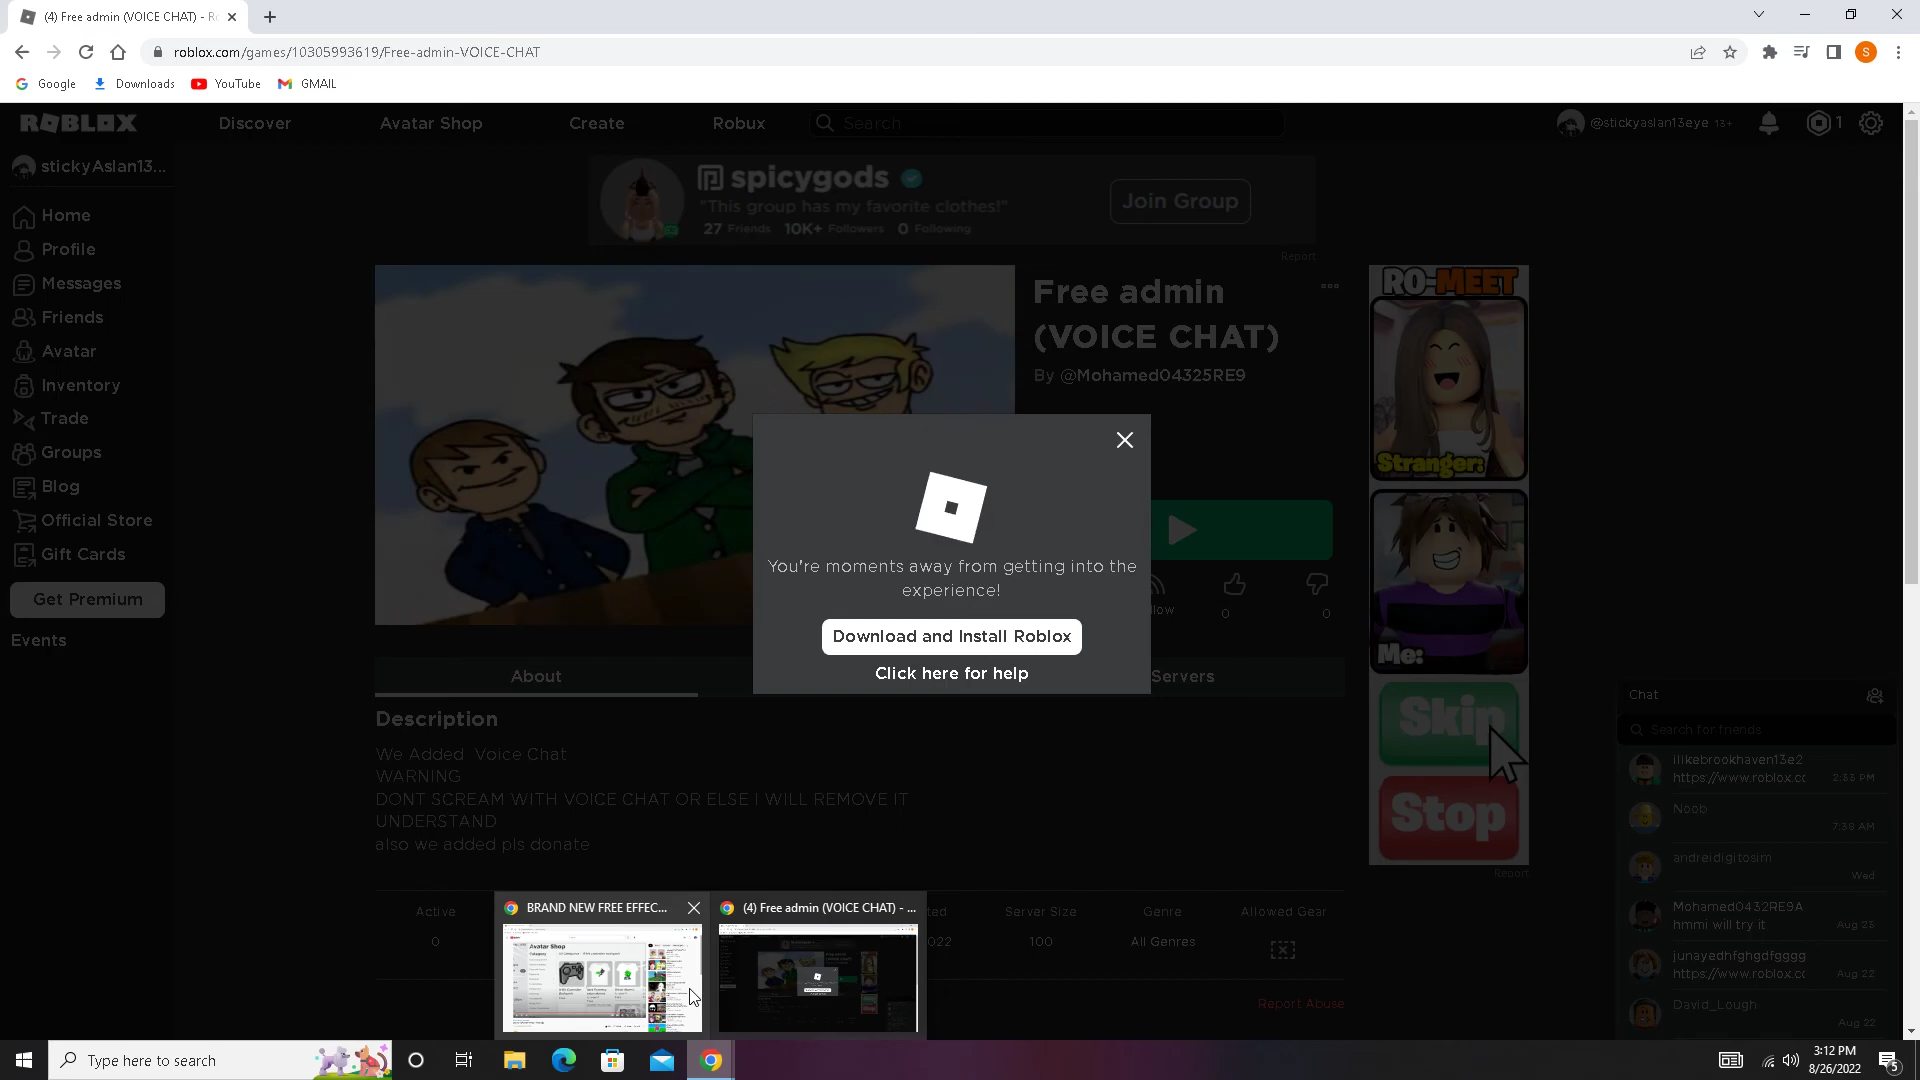 (4) Free admin (VOICE CHAT) - Ro
roblox.com/games/10305993619/Free-admin-VOICE-CHAT
S
Google
Downloads
YouTube
GMAIL
ROBLOX
Discover
Avatar Shop
Create
Robux
Search
@stickyaslan13eye 13+
1
stickyAslan13...
Home
Profile
Messages
Friends
Avatar
Inventory
Trade
Groups
Blog
Official Store
Gift Cards
Get Premium
Events
spicygods
"This group has my favorite clothes!"
27 Friends 10K+ Followers 0 Following
Join Group
Report
Free admin
(VOICE CHAT)
By @Mohamed04325RE9
RO-MEET
Stranger:
Me:
Skip
Stop
Report
You're moments away from getting into the
experience!
Download and Install Roblox
Click here for help
llow
0
0
About
Servers
Description
We Added Voice Chat
WARNING
DONT SCREAM WITH VOICE CHAT OR ELSE I WILL REMOVE IT
UNDERSTAND
also we added pls donate
Active
0
ted
022
Server Size
100
Genre
All Genres
Allowed Gear
Report Abuse
Chat
Search for friends
illikebrookhaven13e2
https://www.roblox.cc
2:33 PM
Noob
7:38 AM
andreidigitosim
Wed
Mohamed0432RE9A
hmmi will try it
Aug 23
junayedhfghgdfgggg
https://www.roblox.cc
Aug 22
David_Lough
Aug 22
BRAND NEW FREE EFFEC...
(4) Free admin (VOICE CHAT) - ...
Avatar Shop
Type here to search
3:12 PM
8/26/2022
5